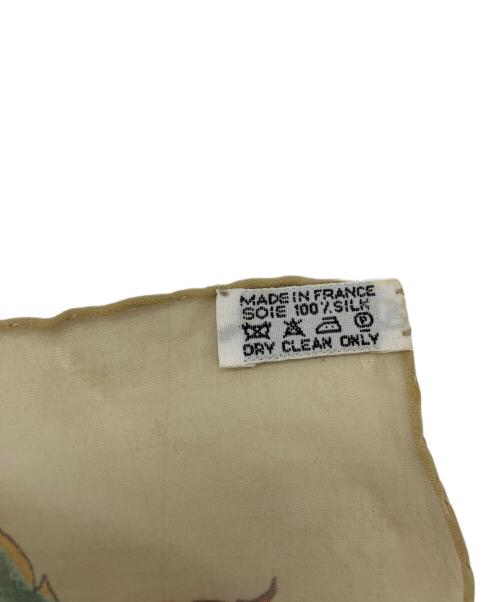 MADE IN FRANCE
SOIE 100% SILK
P
DRY CLEAN ONLY